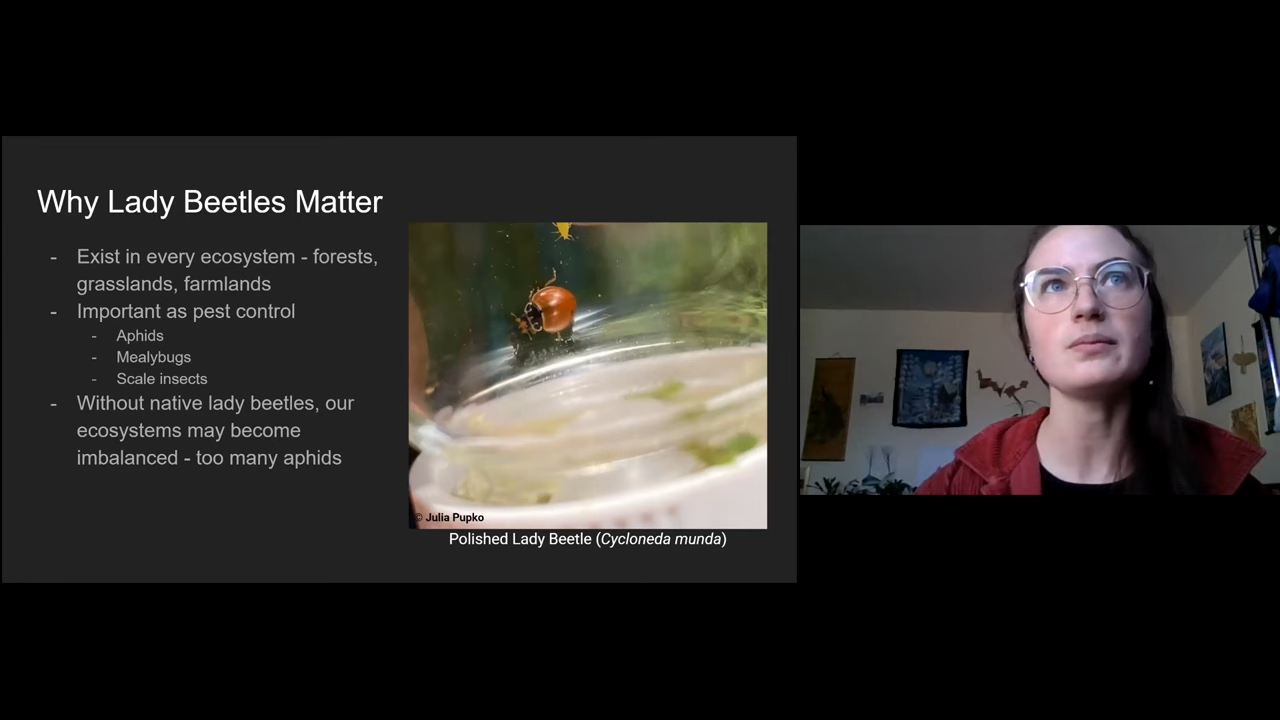 Why Lady Beetles Matter
- Exist in every ecosystem - forests,
grasslands, farmlands
- Important as pest control
- Aphids
- Mealybugs
- Scale insects
- Without native lady beetles, our
ecosystems may become
imbalanced - too many aphids
© Julia Pupko
Polished Lady Beetle (Cycloneda munda)